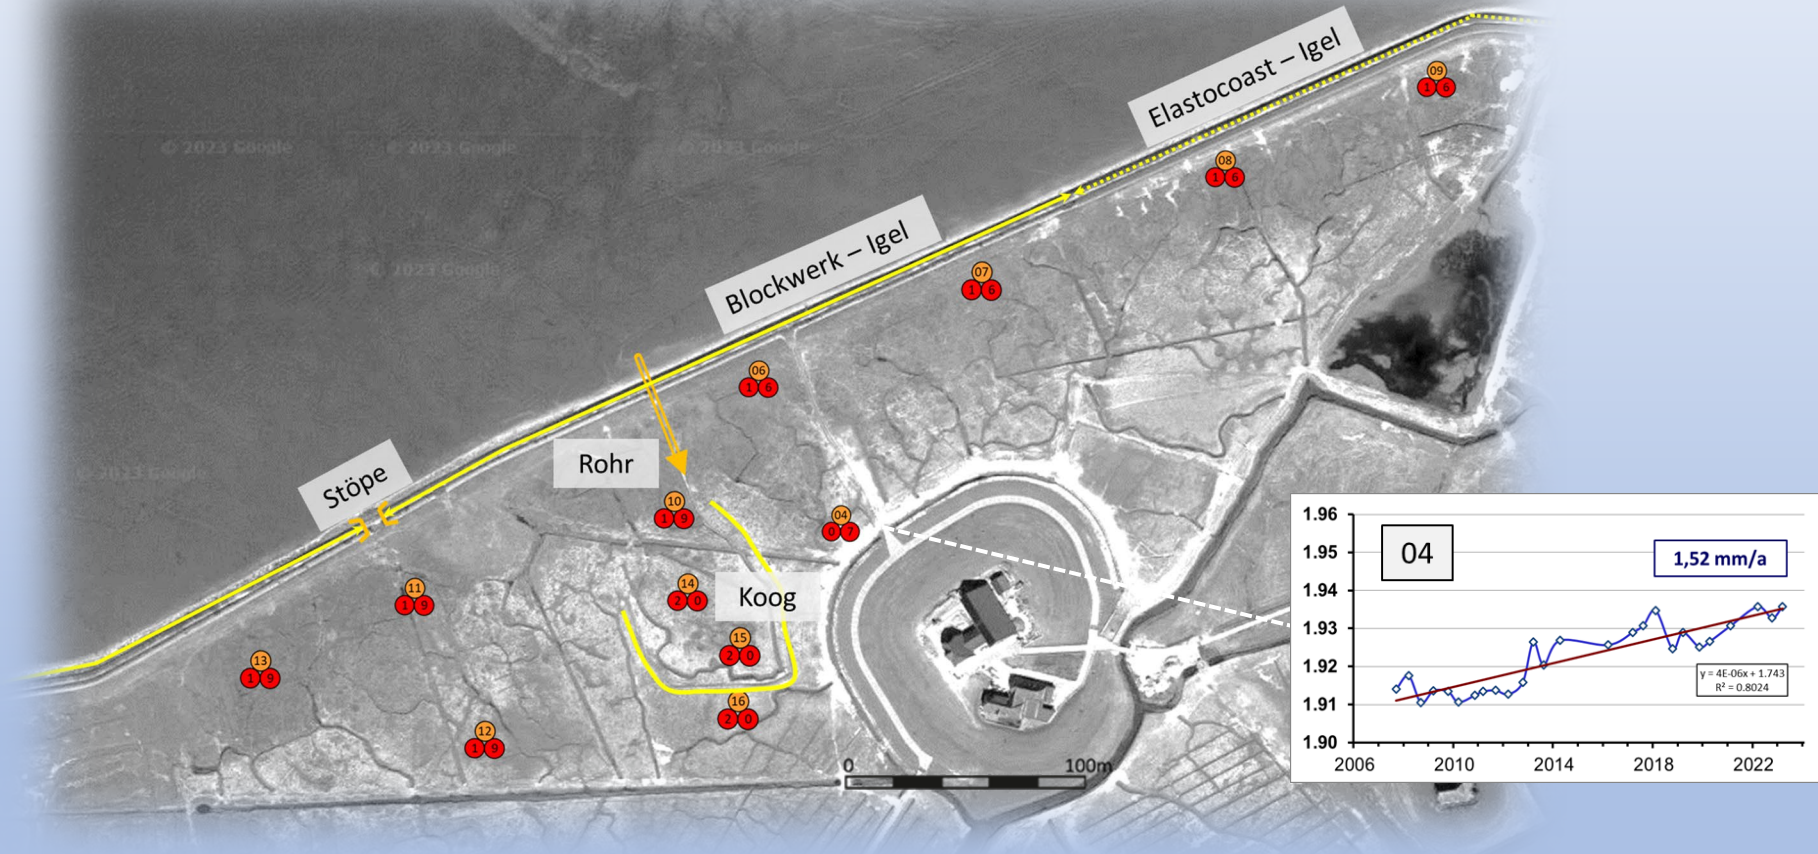 Elastocoast – Igel
09
1 6
© 2023 Google
© 2023 Google
© 2023 Google
08
1 6
Blockwerk – Igel
© 2023 Google
07
1 6
06
1 6
Rohr
Stöpe
© 2023 Google
10
1 9
04
0 7
11
1 9
14
2 0
Koog
15
2 0
13
1 9
16
2 0
12
1 9
0 100m
1.96
1.95
1.94
1.93
1.92
1.91
1.90
04
1,52 mm/a
y = 4E-06x + 1.743
R² = 0.8024
2006 2010 2014 2018 2022